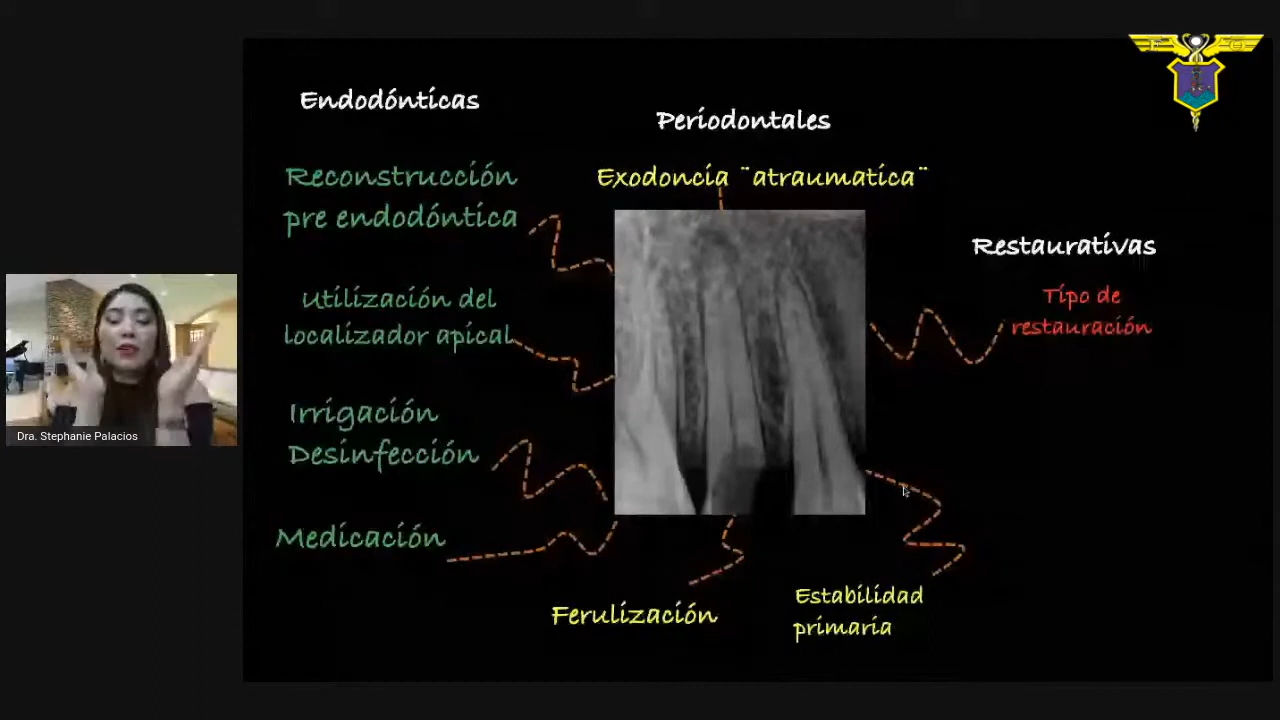 Endodónticas
Periodontales
Reconstrucción
pre endodóntica
Exodoncia ¨atraumatica¨
Restaurativas
Utilización del
localizador apical
Tipo de
restauración
Irrigación
Desinfección
Medicación
Ferulización
Estabilidad
primaria
Dra. Stephanie Palacios